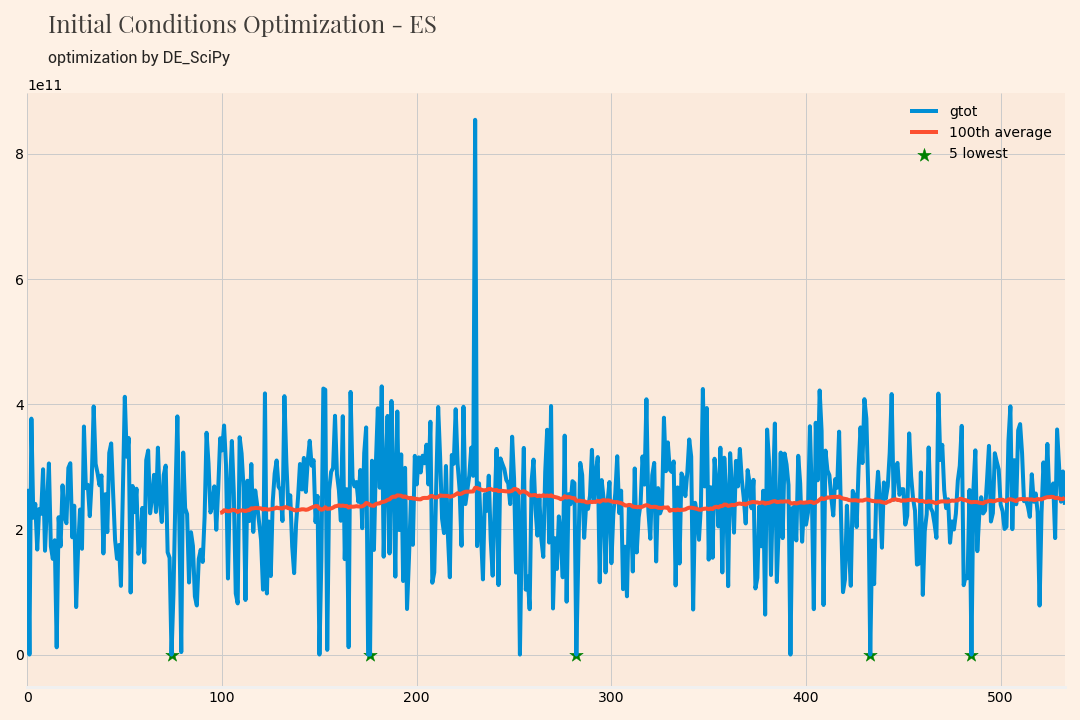 Initial Conditions Optimization - ES
optimization by DE_SciPy
1e11
gtot
100th average
5 lowest
8
6
4
2
0
0 100 200 300 400 500